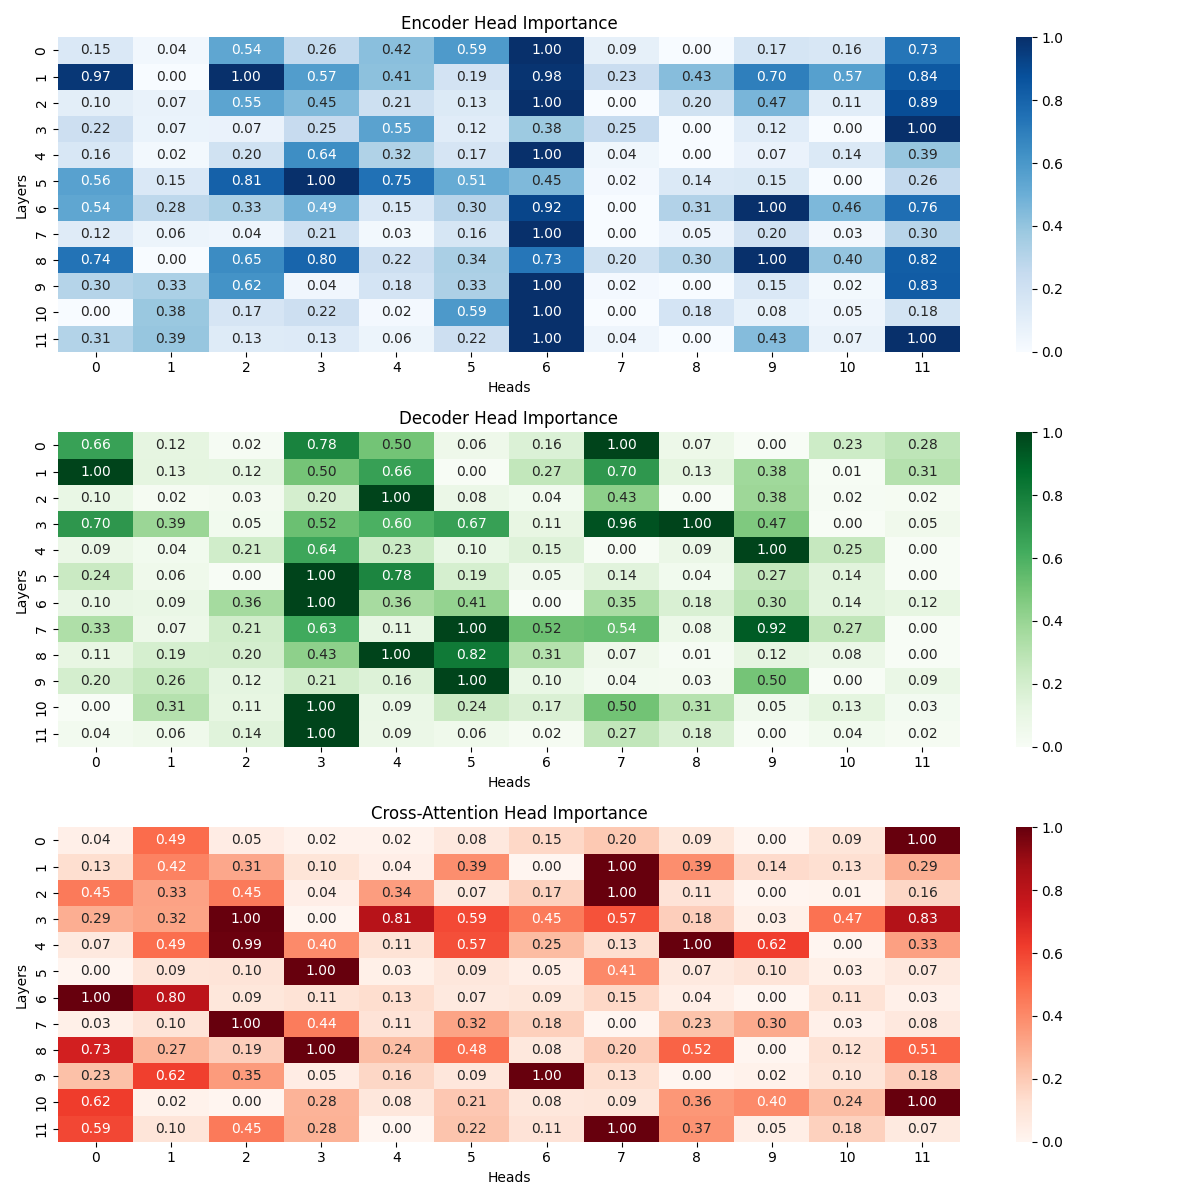 Encoder Head Importance
0 0.15 0.04 0.54 0.26 0.42 0.59 1.00 0.09 0.00 0.17 0.16 0.73 1.0
1 0.97 0.00 1.00 0.57 0.41 0.19 0.98 0.23 0.43 0.70 0.57 0.84
2 0.10 0.07 0.55 0.45 0.21 0.13 1.00 0.00 0.20 0.47 0.11 0.89 0.8
3 0.22 0.07 0.07 0.25 0.55 0.12 0.38 0.25 0.00 0.12 0.00 1.00
4 0.16 0.02 0.20 0.64 0.32 0.17 1.00 0.04 0.00 0.07 0.14 0.39 0.6
5 0.56 0.15 0.81 1.00 0.75 0.51 0.45 0.02 0.14 0.15 0.00 0.26
Layers
6 0.54 0.28 0.33 0.49 0.15 0.30 0.92 0.00 0.31 1.00 0.46 0.76
7 0.12 0.06 0.04 0.21 0.03 0.16 1.00 0.00 0.05 0.20 0.03 0.30 0.4
8 0.74 0.00 0.65 0.80 0.22 0.34 0.73 0.20 0.30 1.00 0.40 0.82
9 0.30 0.33 0.62 0.04 0.18 0.33 1.00 0.02 0.00 0.15 0.02 0.83 0.2
10 0.00 0.38 0.17 0.22 0.02 0.59 1.00 0.00 0.18 0.08 0.05 0.18
11 0.31 0.39 0.13 0.13 0.06 0.22 1.00 0.04 0.00 0.43 0.07 1.00 0.0
0 1 2 3 4 5 6 7 8 9 10 11
Heads
Decoder Head Importance
0 0.66 0.12 0.02 0.78 0.50 0.06 0.16 1.00 0.07 0.00 0.23 0.28 1.0
1 1.00 0.13 0.12 0.50 0.66 0.00 0.27 0.70 0.13 0.38 0.01 0.31
2 0.10 0.02 0.03 0.20 1.00 0.08 0.04 0.43 0.00 0.38 0.02 0.02 0.8
3 0.70 0.39 0.05 0.52 0.60 0.67 0.11 0.96 1.00 0.47 0.00 0.05
4 0.09 0.04 0.21 0.64 0.23 0.10 0.15 0.00 0.09 1.00 0.25 0.00 0.6
5 0.24 0.06 0.00 1.00 0.78 0.19 0.05 0.14 0.04 0.27 0.14 0.00
Layers
6 0.10 0.09 0.36 1.00 0.36 0.41 0.00 0.35 0.18 0.30 0.14 0.12
7 0.33 0.07 0.21 0.63 0.11 1.00 0.52 0.54 0.08 0.92 0.27 0.00 0.4
8 0.11 0.19 0.20 0.43 1.00 0.82 0.31 0.07 0.01 0.12 0.08 0.00
9 0.20 0.26 0.12 0.21 0.16 1.00 0.10 0.04 0.03 0.50 0.00 0.09 0.2
10 0.00 0.31 0.11 1.00 0.09 0.24 0.17 0.50 0.31 0.05 0.13 0.03
11 0.04 0.06 0.14 1.00 0.09 0.06 0.02 0.27 0.18 0.00 0.04 0.02 0.0
0 1 2 3 4 5 6 7 8 9 10 11
Heads
Cross-Attention Head Importance
0 0.04 0.49 0.05 0.02 0.02 0.08 0.15 0.20 0.09 0.00 0.09 1.00 1.0
1 0.13 0.42 0.31 0.10 0.04 0.39 0.00 1.00 0.39 0.14 0.13 0.29
2 0.45 0.33 0.45 0.04 0.34 0.07 0.17 1.00 0.11 0.00 0.01 0.16 0.8
3 0.29 0.32 1.00 0.00 0.81 0.59 0.45 0.57 0.18 0.03 0.47 0.83
4 0.07 0.49 0.99 0.40 0.11 0.57 0.25 0.13 1.00 0.62 0.00 0.33 0.6
5 0.00 0.09 0.10 1.00 0.03 0.09 0.05 0.41 0.07 0.10 0.03 0.07
Layers
6 1.00 0.80 0.09 0.11 0.13 0.07 0.09 0.15 0.04 0.00 0.11 0.03
7 0.03 0.10 1.00 0.44 0.11 0.32 0.18 0.00 0.23 0.30 0.03 0.08 0.4
8 0.73 0.27 0.19 1.00 0.24 0.48 0.08 0.20 0.52 0.00 0.12 0.51
9 0.23 0.62 0.35 0.05 0.16 0.09 1.00 0.13 0.00 0.02 0.10 0.18 0.2
10 0.62 0.02 0.00 0.28 0.08 0.21 0.08 0.09 0.36 0.40 0.24 1.00
11 0.59 0.10 0.45 0.28 0.00 0.22 0.11 1.00 0.37 0.05 0.18 0.07 0.0
0 1 2 3 4 5 6 7 8 9 10 11
Heads